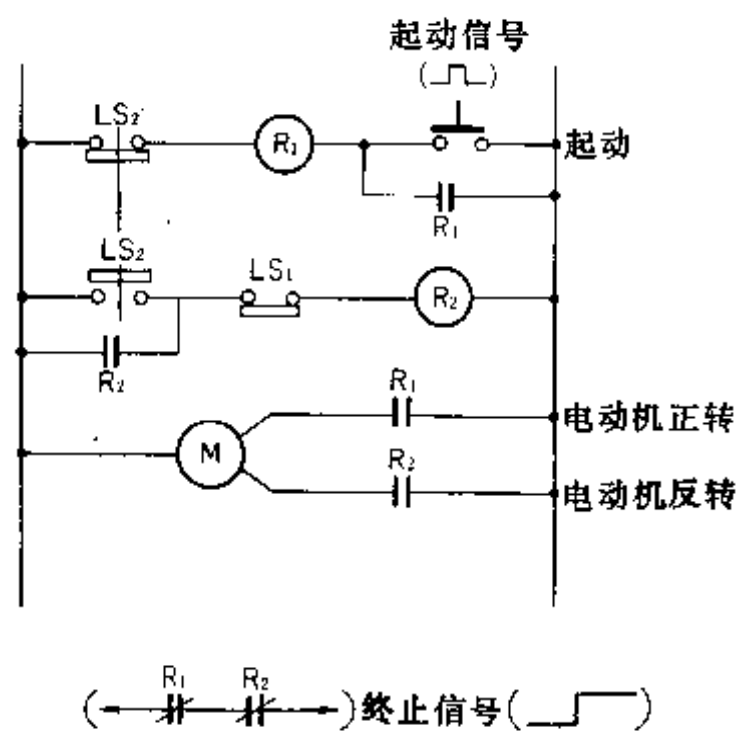 起动信号
LS₂
R₁
起动
R₁
LS₂
LS₁
R₂
R₂
R₁
电动机正转
M
R₂
电动机反转
R₁ R₂
( )终止信号( )